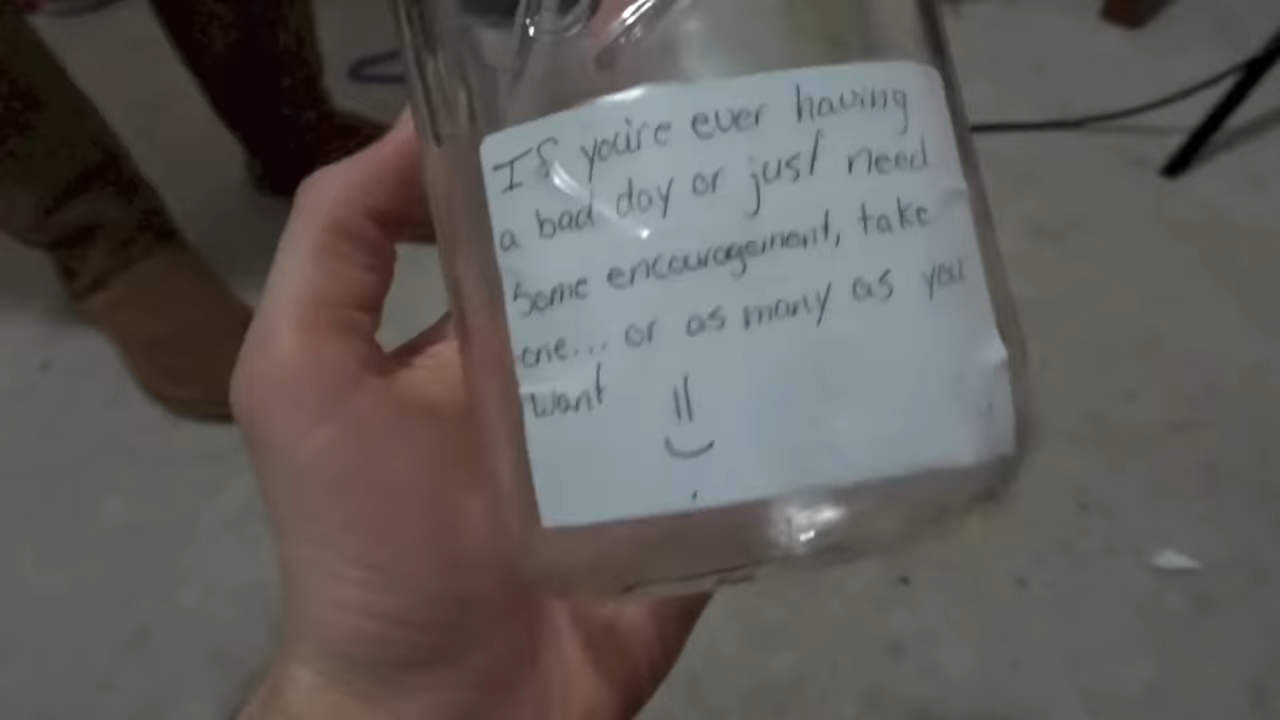 If you're ever having
a bad day or just need
some encouragement, take
one... or as many as you
want